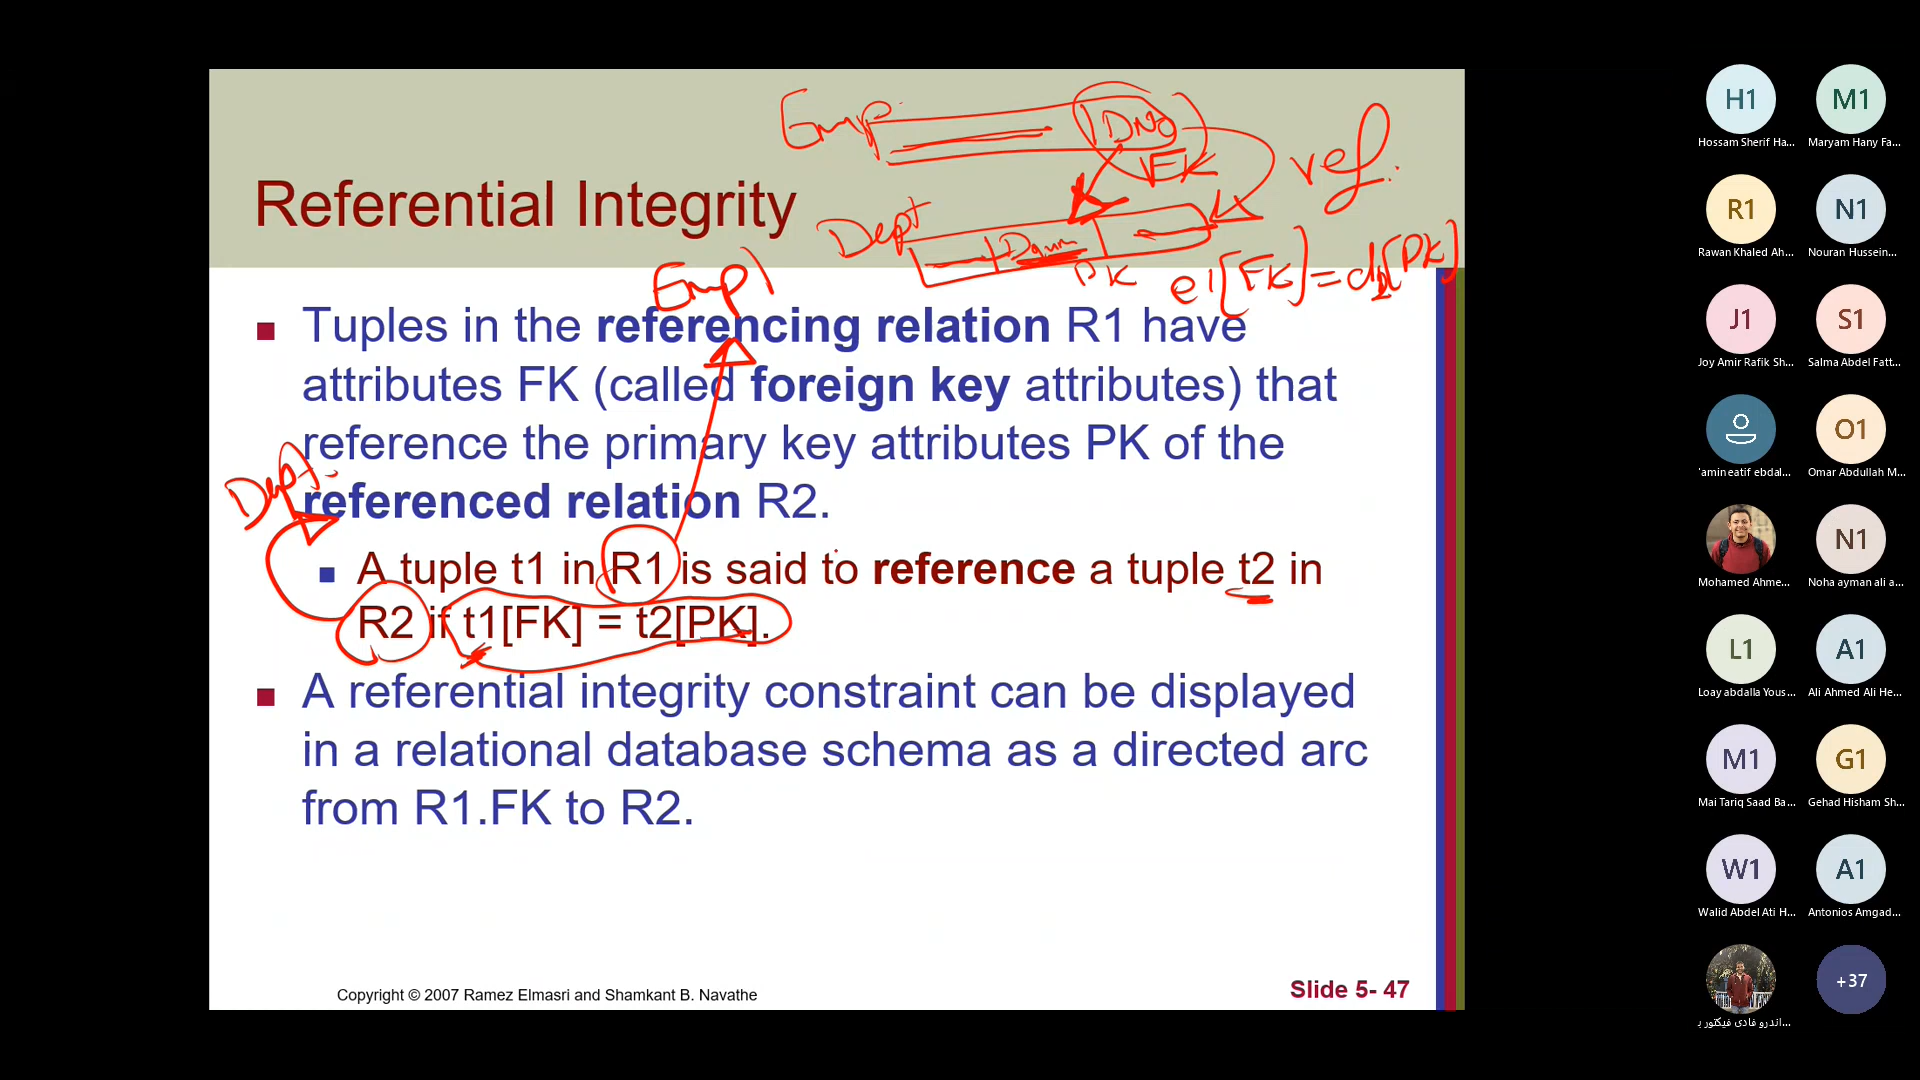 Referential Integrity
Emp.
DNO
FK
ref.
Dept
Dnum
PK
e1[FK]=d2[PK]
Emp
Tuples in the referencing relation R1 have
attributes FK (called foreign key attributes) that
reference the primary key attributes PK of the
Dept.
referenced relation R2.
A tuple t1 in R1 is said to reference a tuple t2 in
R2 if t1[FK] = t2[PK].
A referential integrity constraint can be displayed
in a relational database schema as a directed arc
from R1.FK to R2.
Copyright © 2007 Ramez Elmasri and Shamkant B. Navathe
Slide 5- 47
H1
Hossam Sherif Ha...
M1
Maryam Hany Fa...
R1
Rawan Khaled Ah...
N1
Nouran Hussein...
J1
Joy Amir Rafik Sh...
S1
Salma Abdel Fatt...
'amin eatif ebdal...
O1
Omar Abdullah M...
Mohamed Ahme...
N1
Noha ayman ali a...
L1
Loay abdalla Yous...
A1
Ali Ahmed Ali He...
M1
Mai Tariq Saad Ba...
G1
Gehad Hisham Sh...
W1
Walid Abdel Ati H...
A1
Antonios Amgad...
اندرو فادى فيكتور ب...
+37